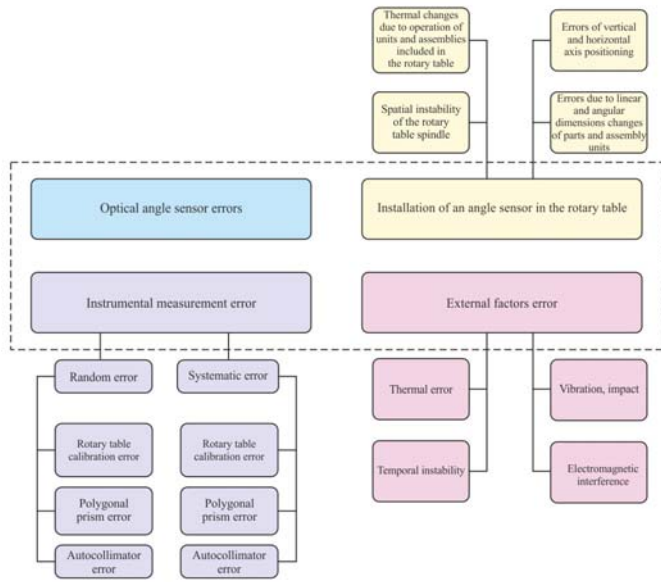 Thermal changes
due to operation of
units and assemblies
included in
the rotary table
Errors of vertical
and horizontal
axis positioning
Spatial instability
of the rotary
table spindle
Errors due to linear
and angular
dimensions changes
of parts and assembly
units
Optical angle sensor errors
Installation of an angle sensor in the rotary table
Instrumental measurement error
External factors error
Random error
Systematic error
Thermal error
Vibration, impact
Rotary table
calibration error
Rotary table
calibration error
Temporal instability
Electromagnetic
interference
Polygonal
prism error
Polygonal
prism error
Autocollimator
error
Autocollimator
error